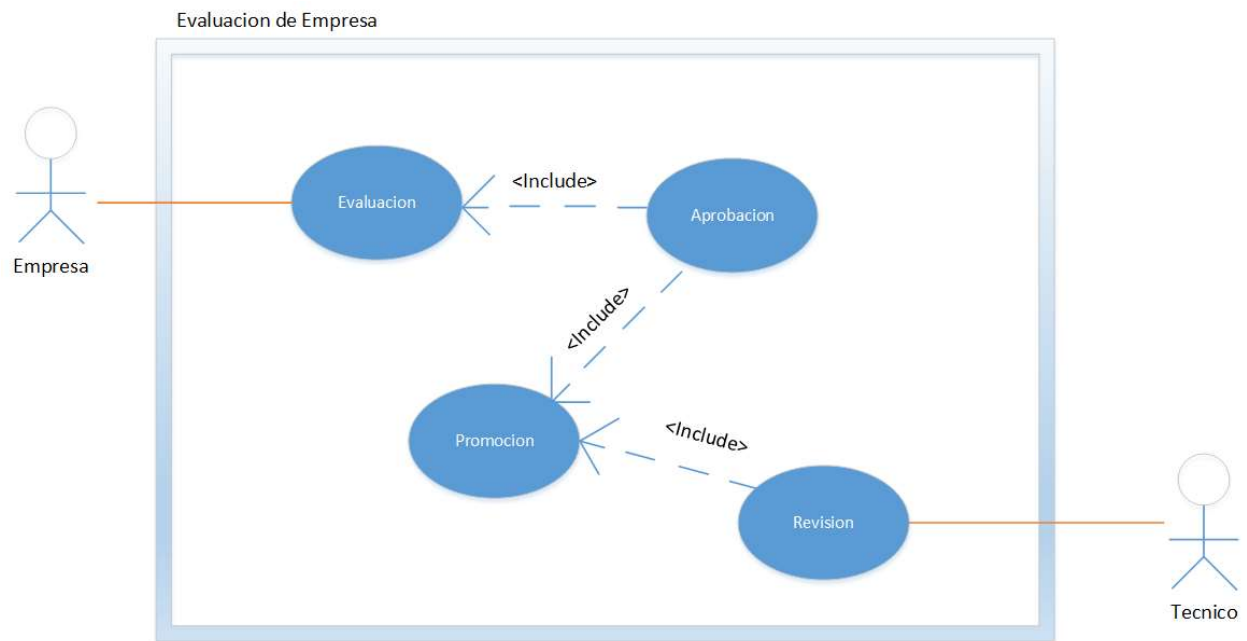 Evaluacion de Empresa
Evaluacion
<Include>
Aprobacion
Empresa
<Include>
Promocion
<Include>
Revision
Tecnico